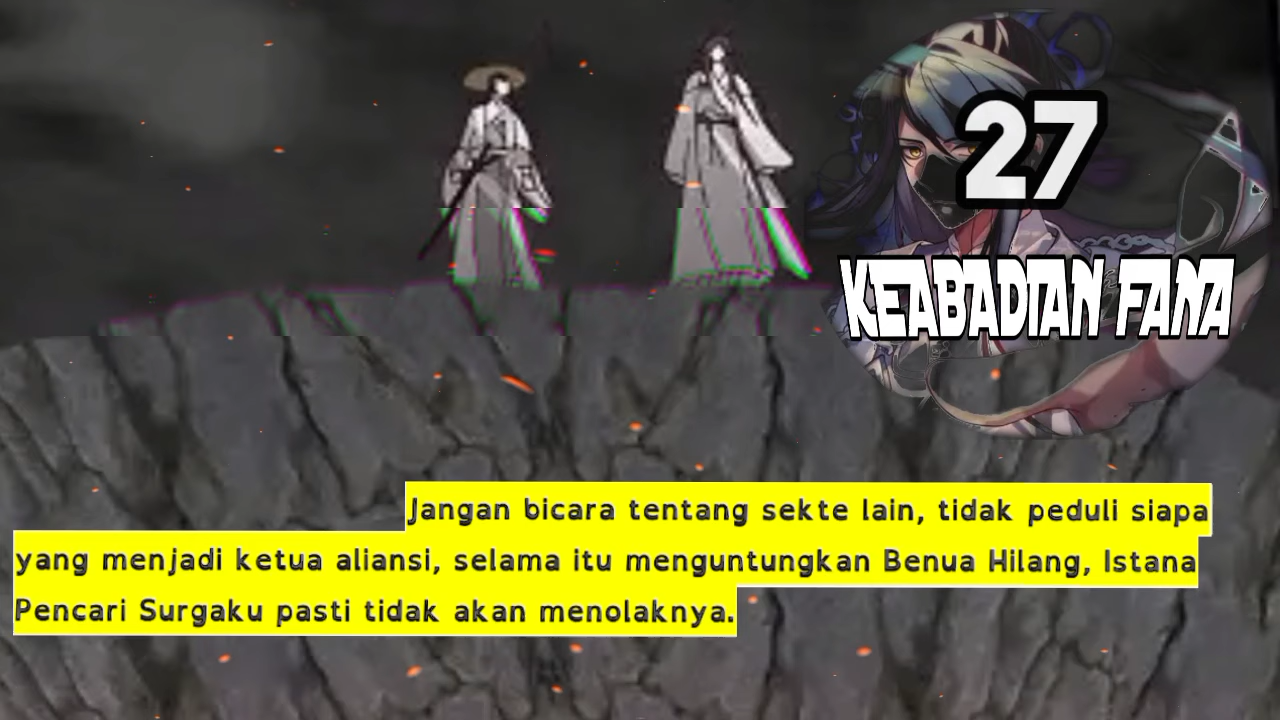 27
KEABADIAN FANA
Jangan bicara tentang sekte lain, tidak peduli siapa
yang menjadi ketua aliansi, selama itu menguntungkan Benua Hilang, Istana
Pencari Surgaku pasti tidak akan menolaknya.